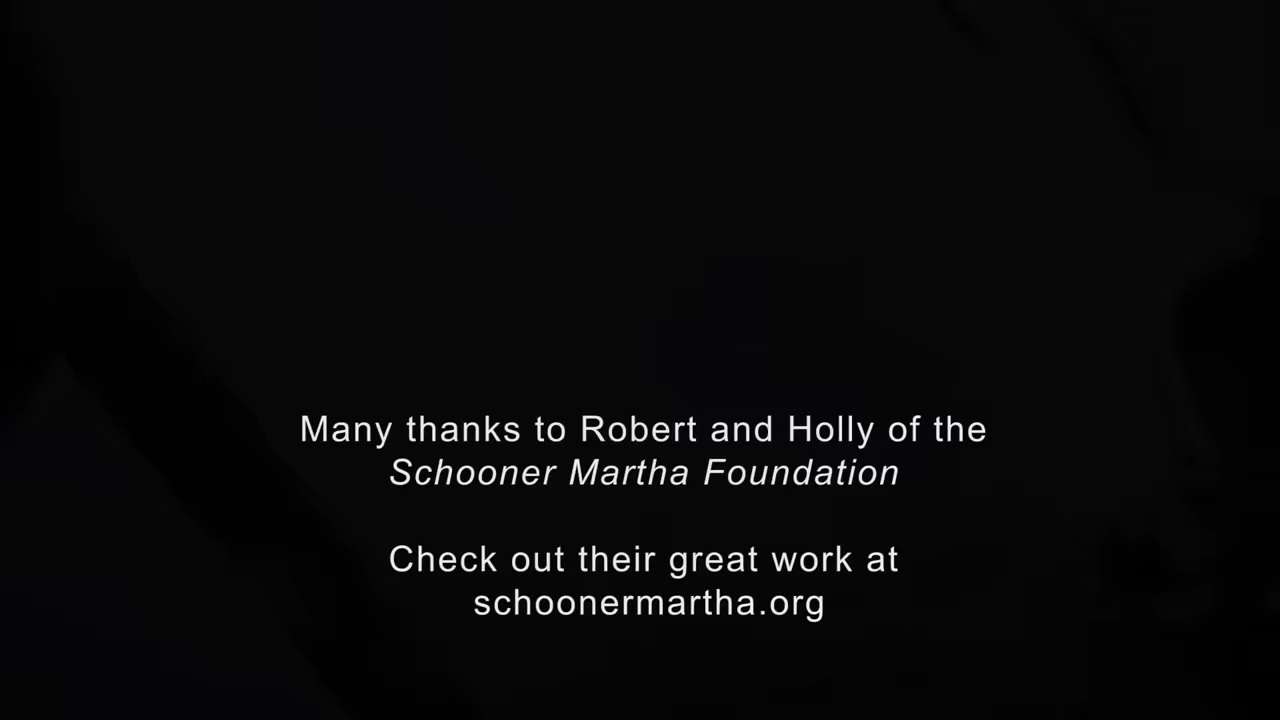 Many thanks to Robert and Holly of the
Schooner Martha Foundation
Check out their great work at
schoonermartha.org